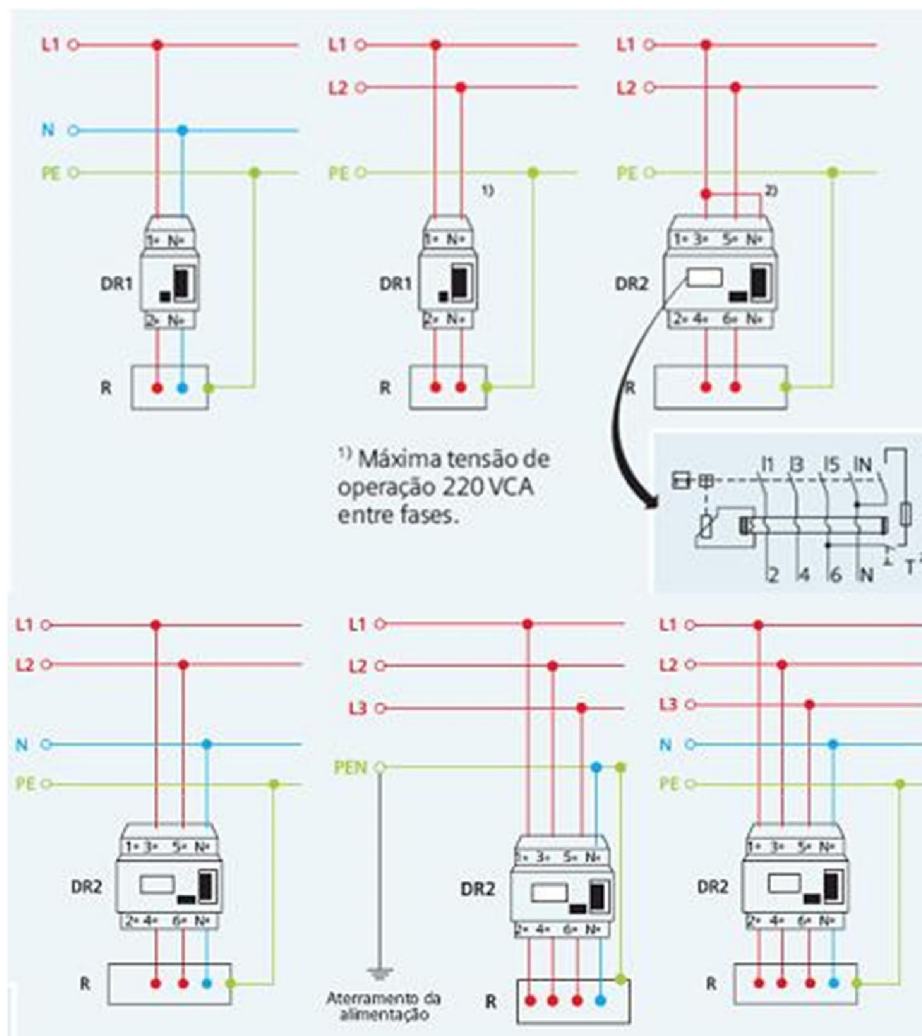 L1
N
PE
1 N
DR1
2 N
R
L1
L2
PE
1)
1 N
DR1
2 N
R
L1
L2
PE
2)
1 3 5 N
DR2
2 4 6 N
R
1) Máxima tensão de
operação 220 VCA
entre fases.
I1 I3 I5 IN
2 4 6 N T
L1
L2
N
PE
1 3 5 N
DR2
2 4 6 N
R
L1
L2
L3
PEN
1 3 5 N
DR2
2 4 6 N
R
Aterramento da
alimentação
L1
L2
L3
N
PE
1 3 5 N
DR2
2 4 6 N
R